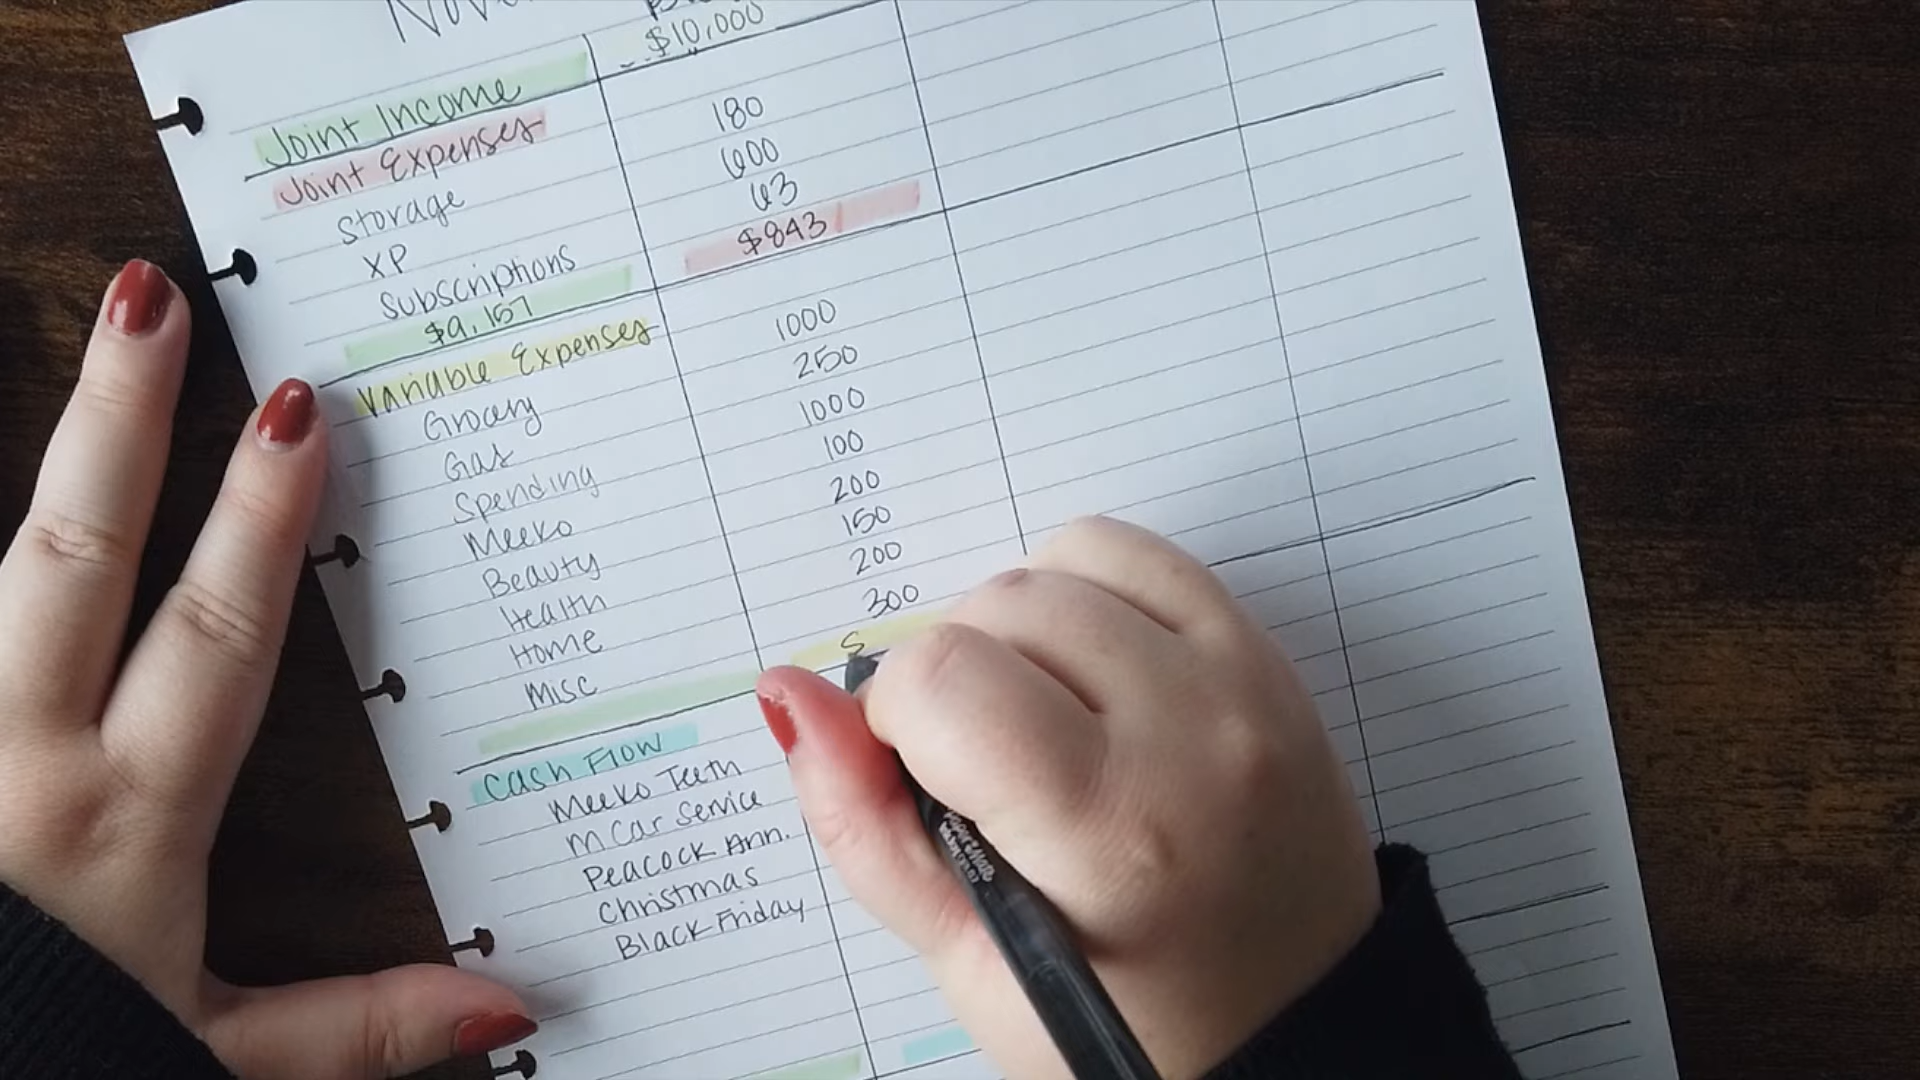 $10,000
Joint Income
Joint Expenses
Storage 180
XP 600
Subscriptions 63
$9,157 $843
Variable Expenses
Grocery 1000
Gas 250
Spending 1000
Meeko 100
Beauty 200
Health 150
Home 200
Misc 300
Cash Flow
Meeko Teeth
M Car Service
Peacock Ann.
Christmas
Black Friday